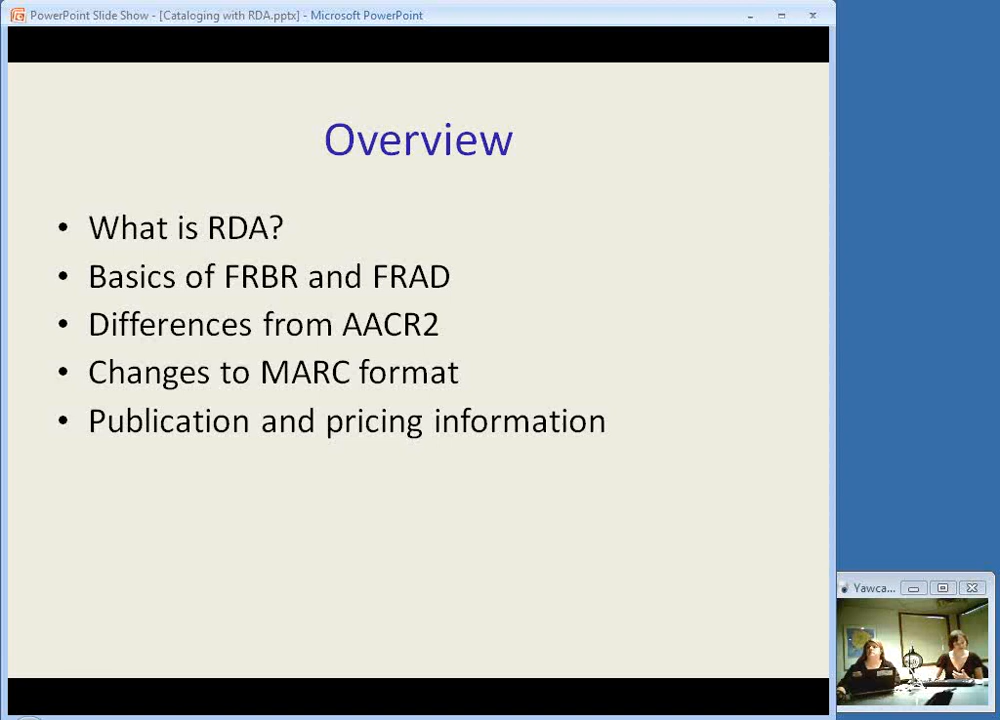 PowerPoint Slide Show - [Cataloging with RDA.pptx] - Microsoft PowerPoint
Overview
• What is RDA?
• Basics of FRBR and FRAD
• Differences from AACR2
• Changes to MARC format
• Publication and pricing information
Yawca...